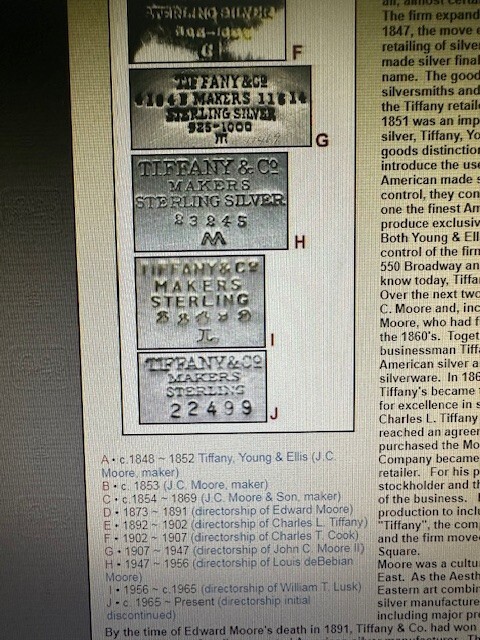 STERLING SILVER
925-1000
C
F
TIFFANY & Co
MAKERS 11614
STERLING SILVER
925-1000
m
G
TIFFANY & Co
MAKERS
STERLING SILVER
23245
M
H
TIFFANY & Co
MAKERS
STERLING
L
I
TIFFANY & Co
MAKERS
STERLING
22499
J
A • c.1848 ~ 1852 Tiffany, Young & Ellis (J.C.
Moore, maker)
B • c. 1853 (J.C. Moore, maker)
C • c.1854 ~ 1869 (J.C. Moore & Son, maker)
D • 1873 ~ 1891 (directorship of Edward Moore)
E • 1892 ~ 1902 (directorship of Charles L. Tiffany)
F • 1902 ~ 1907 (directorship of Charles T. Cook)
G • 1907 ~ 1947 (directorship of John C. Moore II)
H • 1947 ~ 1956 (directorship of Louis deBebian
Moore)
I • 1956 ~ c.1965 (directorship of William T. Lusk)
J • c. 1965 ~ Present (directorship initial
discontinued)
By the time of Edward Moore's death in 1891, Tiffany & Co. had won
all, almost
The firm expand
1847, the move
retailing of silve
made silver final
name. The good
silversmiths and
the Tiffany retail
1851 was an imp
silver, Tiffany, Yo
goods distinction
introduce the use
American made s
control, they con
one the finest Am
produce exclusiv
Both Young & Ell
control of the firm
550 Broadway an
know today, Tiffa
Over the next two
C. Moore and, inc
Moore, who had f
the 1860's. Toget
businessman Tiff
American silver a
silverware. In 186
Tiffany's became
for excellence in s
Charles L. Tiffany
reached an agree
purchased the Mo
Company became
retailer. For his p
stockholder and th
of the business. I
production to inclu
"Tiffany", the com
and the firm move
Square.
Moore was a cultu
East. As the Aesth
Eastern art combin
silver manufacture
including major pre